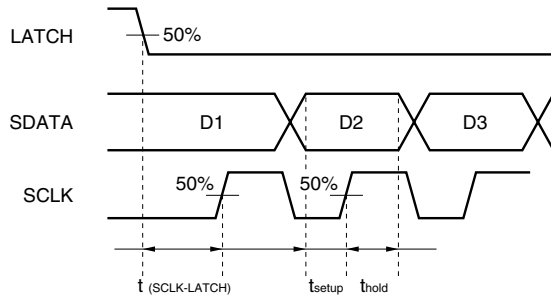 LATCH
50%
SDATA
D1
D2
D3
SCLK
50%
50%
t (SCLK-LATCH)
tsetup
thold